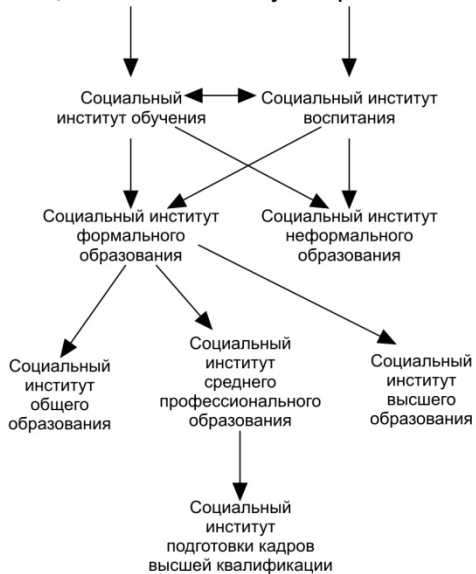 Социальный
институт обучения
Социальный институт
воспитания
Социальный институт
формального
образования
Социальный институт
неформального
образования
Социальный
институт
общего
образования
Социальный
институт
среднего
профессионального
образования
Социальный
институт
высшего
образования
Социальный
институт
подготовки кадров
высшей квалификации